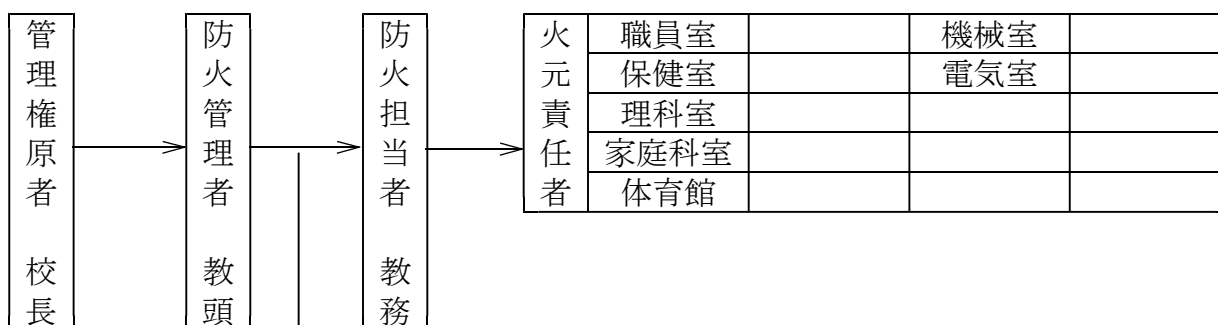 管理権原者　校長
防火管理者　教頭
防火担当者　教務
火元責任者
職員室 機械室
保健室 電気室
理科室
家庭科室
体育館